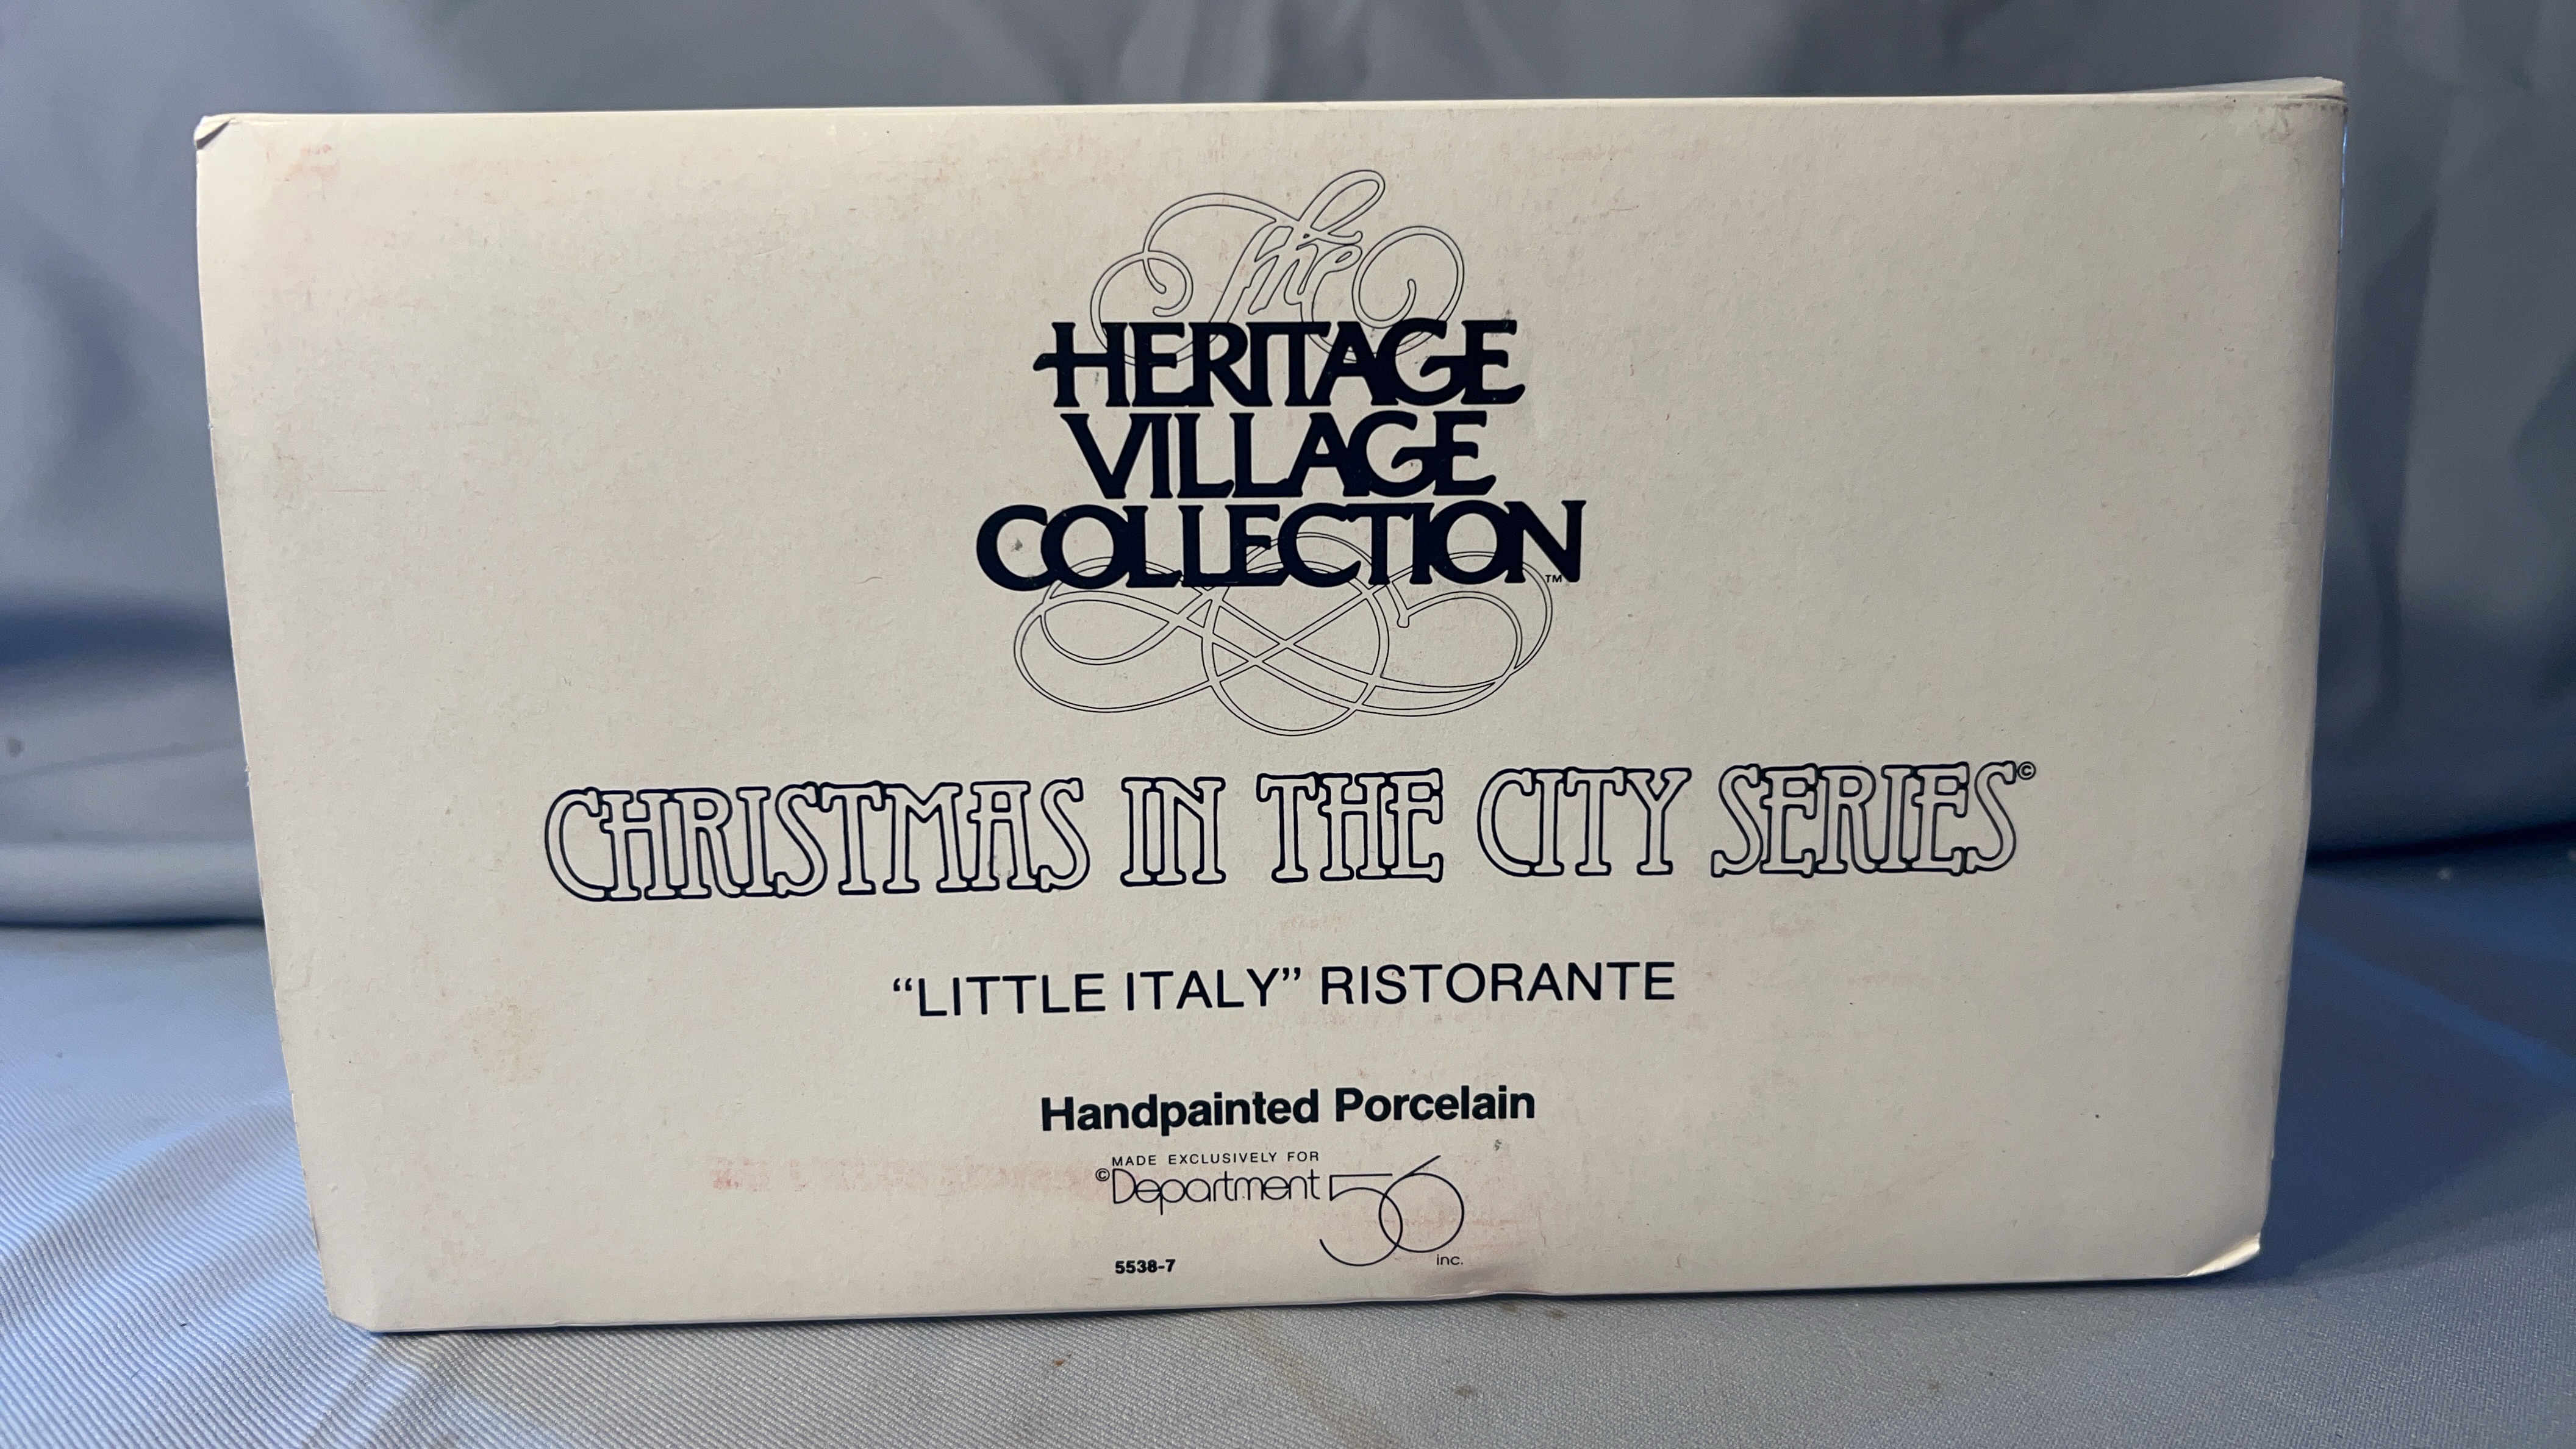 The
HERITAGE
VILLAGE
COLLECTION™
CHRISTMAS IN THE CITY SERIES©
“LITTLE ITALY” RISTORANTE
Handpainted Porcelain
MADE EXCLUSIVELY FOR
©Department 56
inc.
5538-7